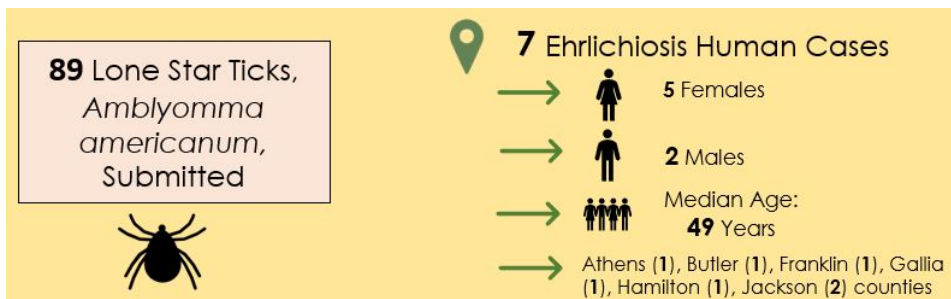 89 Lone Star Ticks,
Amblyomma
americanum,
Submitted
7 Ehrlichiosis Human Cases
5 Females
2 Males
Median Age:
49 Years
Athens (1), Butler (1), Franklin (1), Gallia
(1), Hamilton (1), Jackson (2) counties